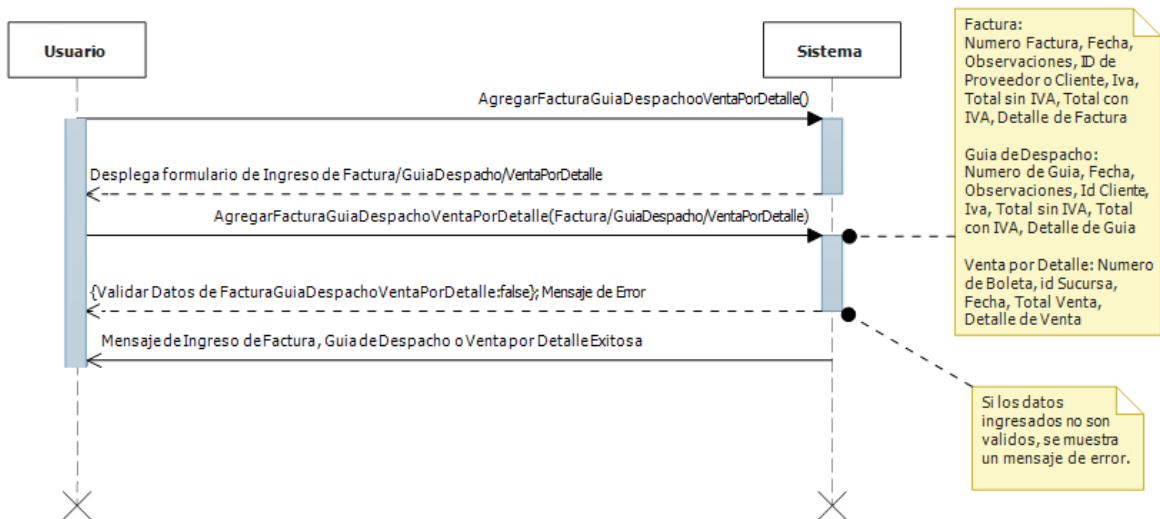 Usuario
Sistema
AgregarFacturaGuiaDespachooVentaPorDetalle()
Desplega formulario de Ingreso de Factura/GuiaDespacho/VentaPorDetalle
AgregarFacturaGuiaDespachoVentaPorDetalle(Factura/GuiaDespacho/VentaPorDetalle)
{Validar Datos de FacturaGuiaDespachoVentaPorDetalle:false}; Mensaje de Error
Mensaje de Ingreso de Factura, Guia de Despacho o Venta por Detalle Exitosa
Factura:
Numero Factura, Fecha,
Observaciones, ID de
Proveedor o Cliente, Iva,
Total sin IVA, Total con
IVA, Detalle de Factura
Guia de Despacho:
Numero de Guia, Fecha,
Observaciones, Id Cliente,
Iva, Total sin IVA, Total
con IVA, Detalle de Guia
Venta por Detalle: Numero
de Boleta, id Sucursa,
Fecha, Total Venta,
Detalle de Venta
Si los datos
ingresados no son
validos, se muestra
un mensaje de error.